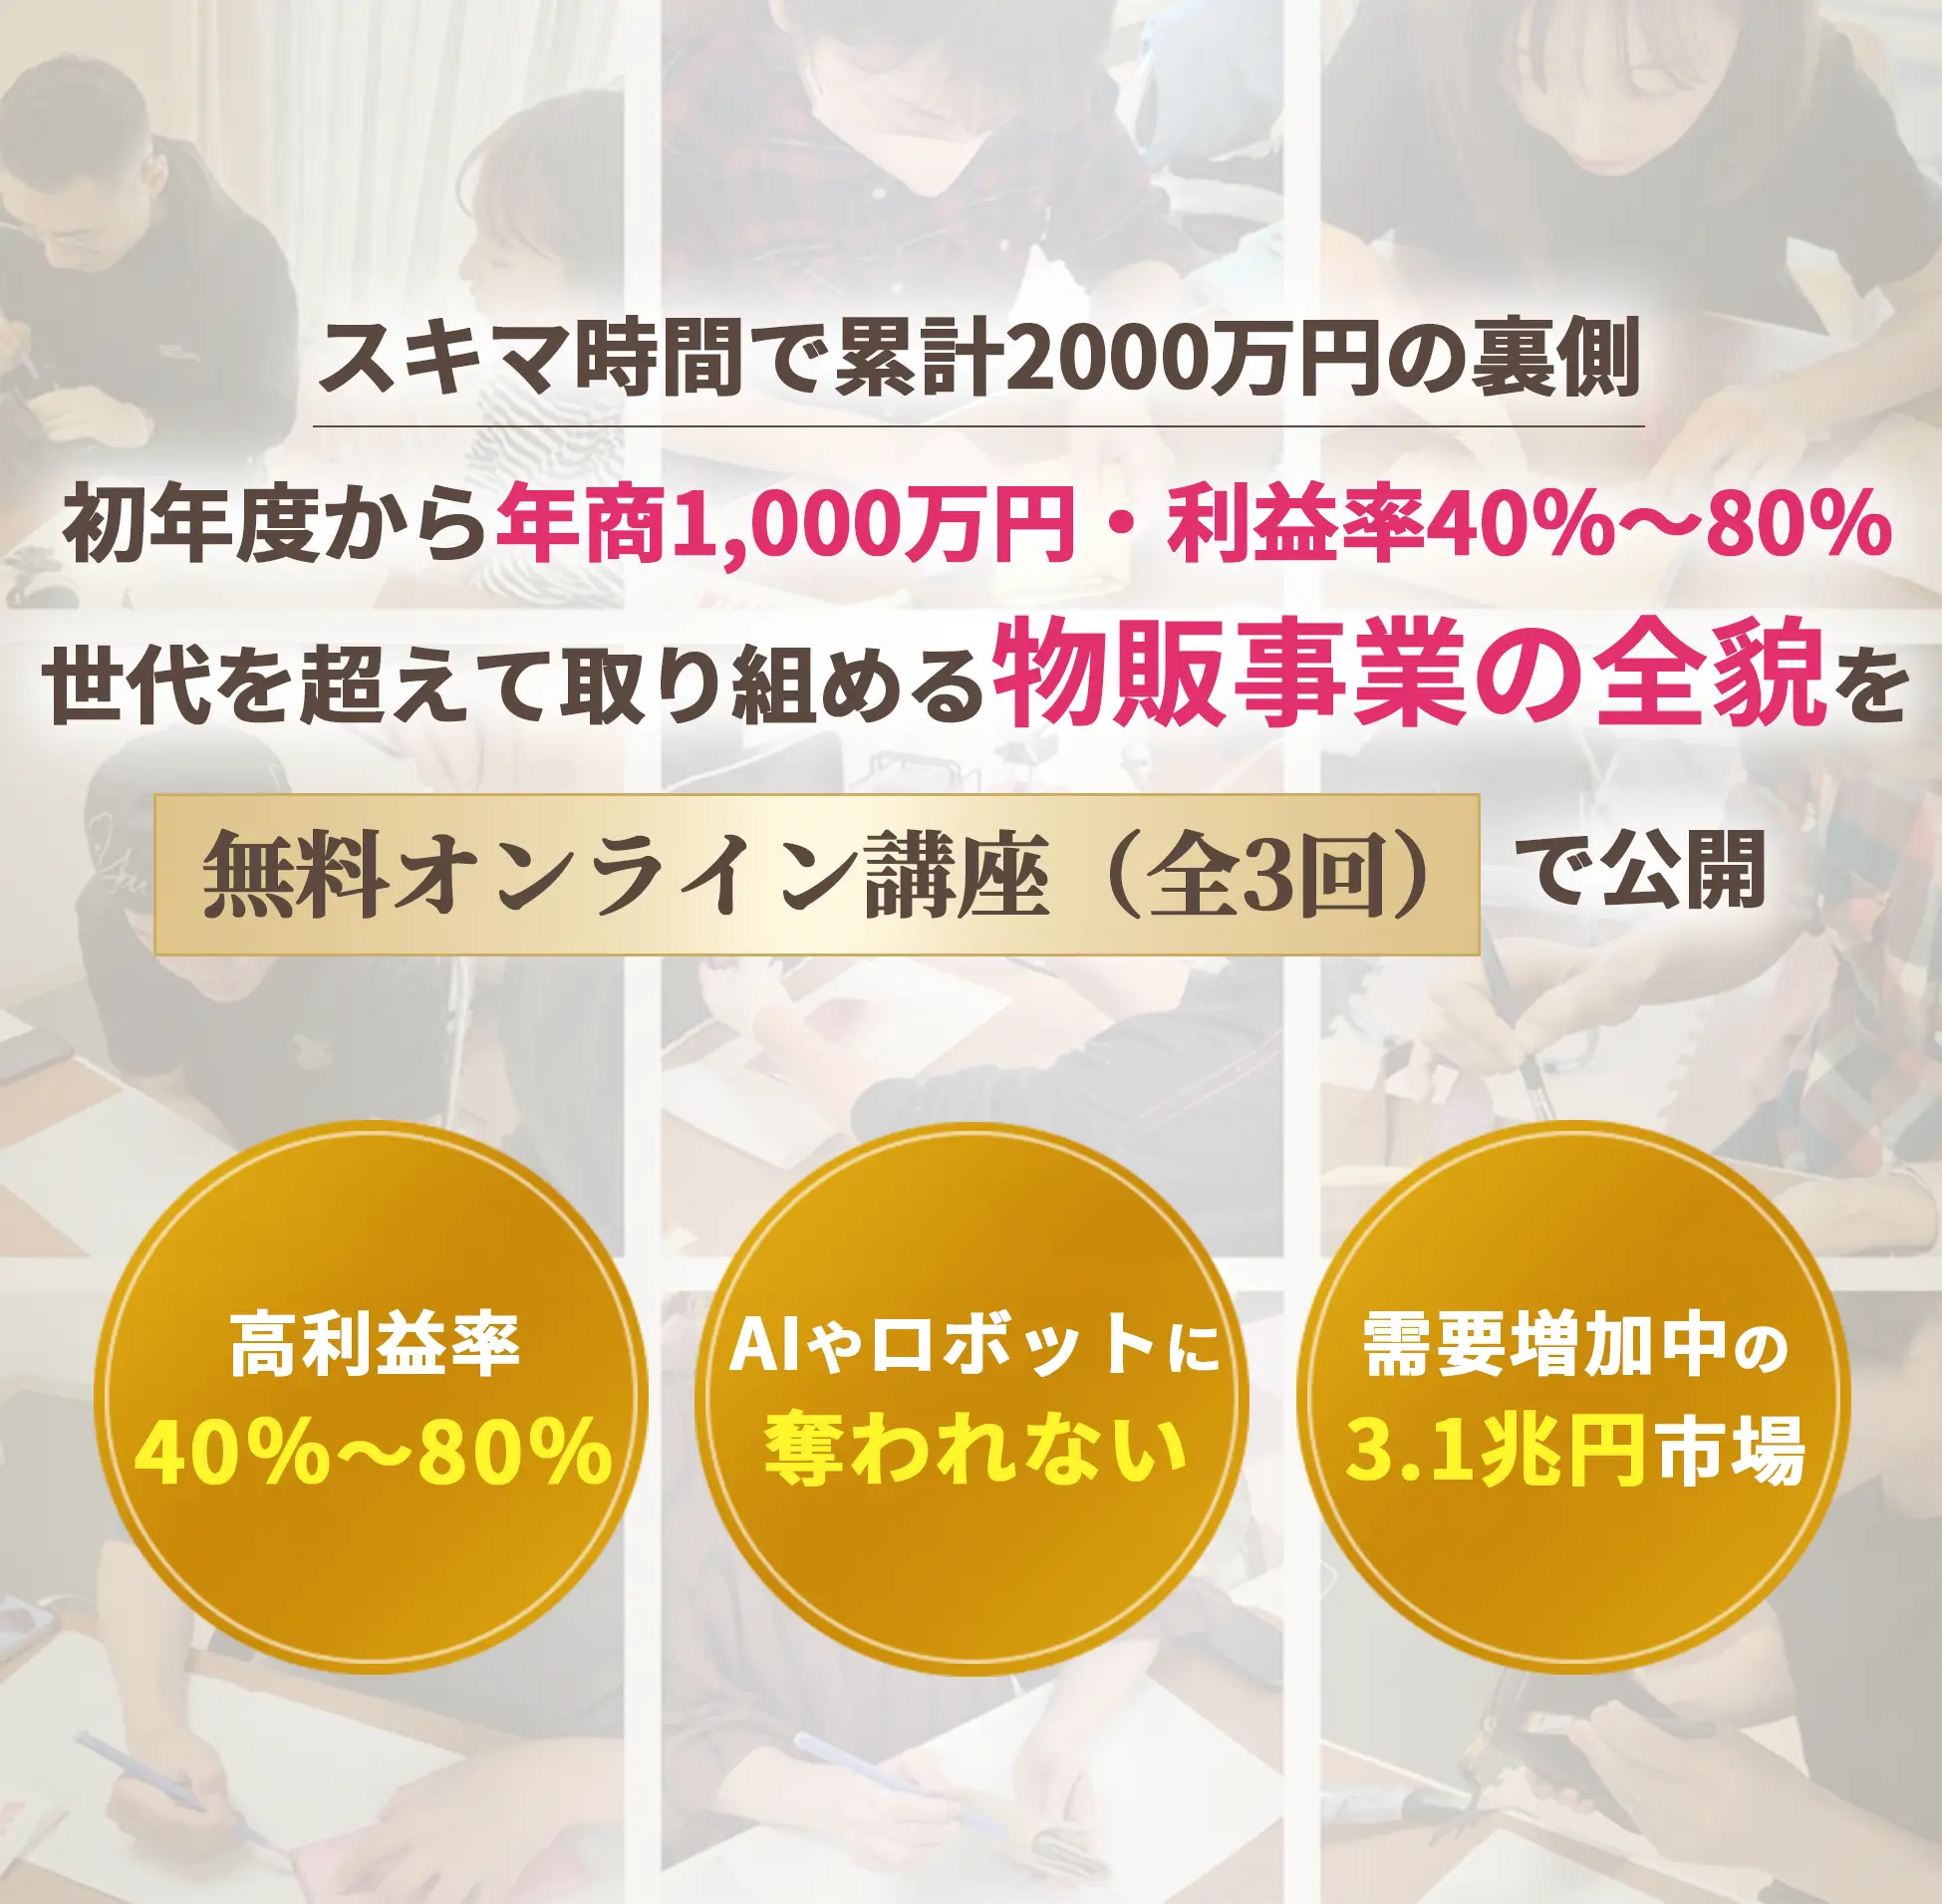 スキマ時間で累計2000万円の裏側
初年度から年商1,000万円・利益率40%〜80%
世代を超えて取り組める物販事業の全貌を
無料オンライン講座（全3回）で公開
高利益率
40%〜80%
AIやロボットに
奪われない
需要増加中の
3.1兆円市場